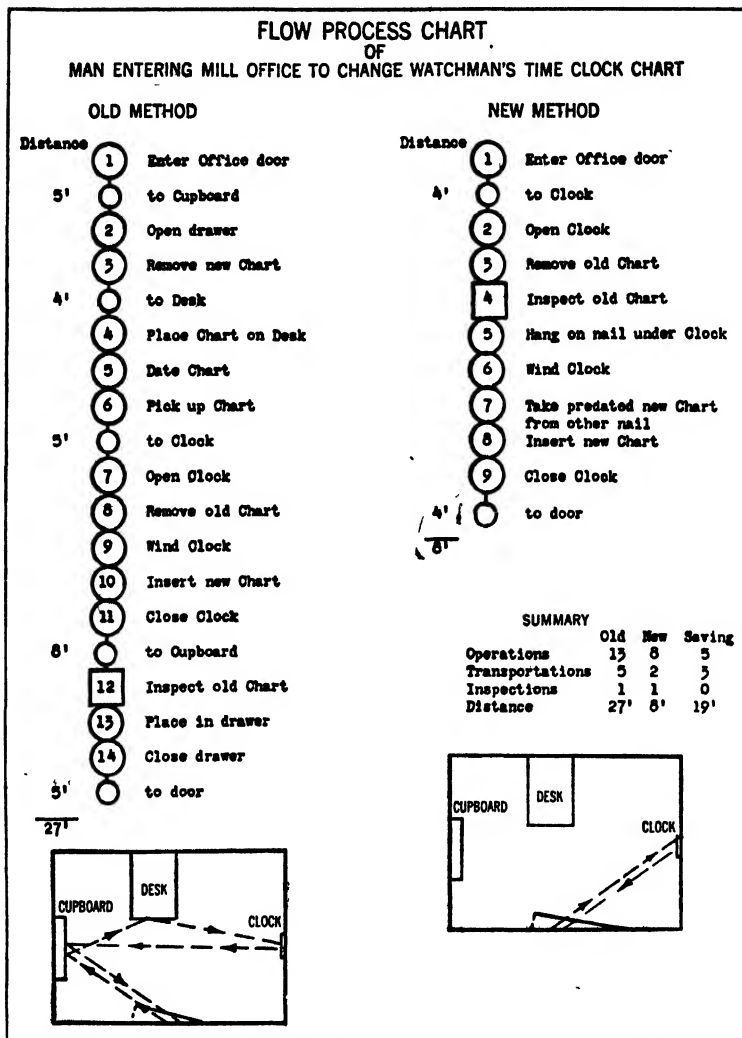 FLOW PROCESS CHART
OF
MAN ENTERING MILL OFFICE TO CHANGE WATCHMAN'S TIME CLOCK CHART
OLD METHOD
Distance
1 Enter Office door
5' to Cupboard
2 Open drawer
3 Remove new Chart
4' to Desk
4 Place Chart on Desk
5 Date Chart
6 Pick up Chart
5' to Clock
7 Open Clock
8 Remove old Chart
9 Wind Clock
10 Insert new Chart
11 Close Clock
8' to Cupboard
12 Inspect old Chart
13 Place in drawer
14 Close drawer
5' to door
27'
CUPBOARD
DESK
CLOCK
NEW METHOD
Distance
1 Enter Office door
4' to Clock
2 Open Clock
3 Remove old Chart
4 Inspect old Chart
5 Hang on nail under Clock
6 Wind Clock
7 Take predated new Chart
from other nail
8 Insert new Chart
9 Close Clock
4' to door
8'
SUMMARY
Old New Saving
Operations 13 8 5
Transportations 5 2 3
Inspections 1 1 0
Distance 27' 8' 19'
CUPBOARD
DESK
CLOCK